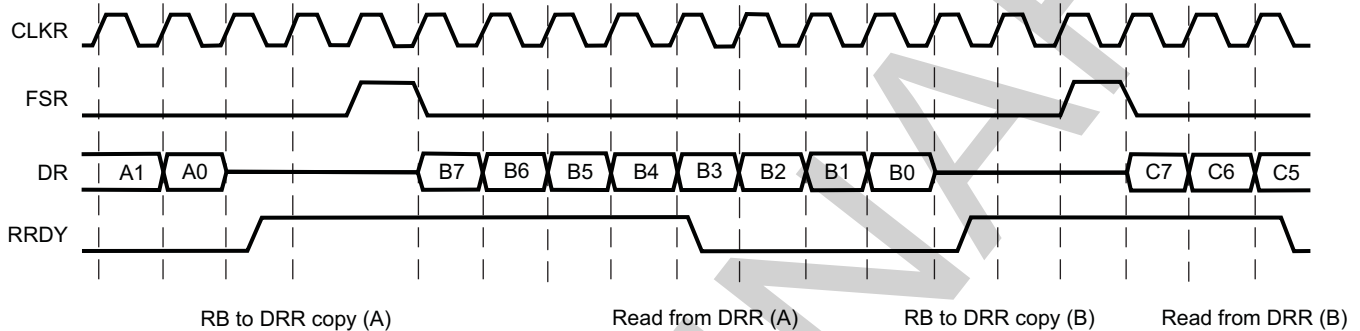 CLKR
FSR
DR A1 A0 B7 B6 B5 B4 B3 B2 B1 B0 C7 C6 C5
RRDY
RB to DRR copy (A) Read from DRR (A) RB to DRR copy (B) Read from DRR (B)